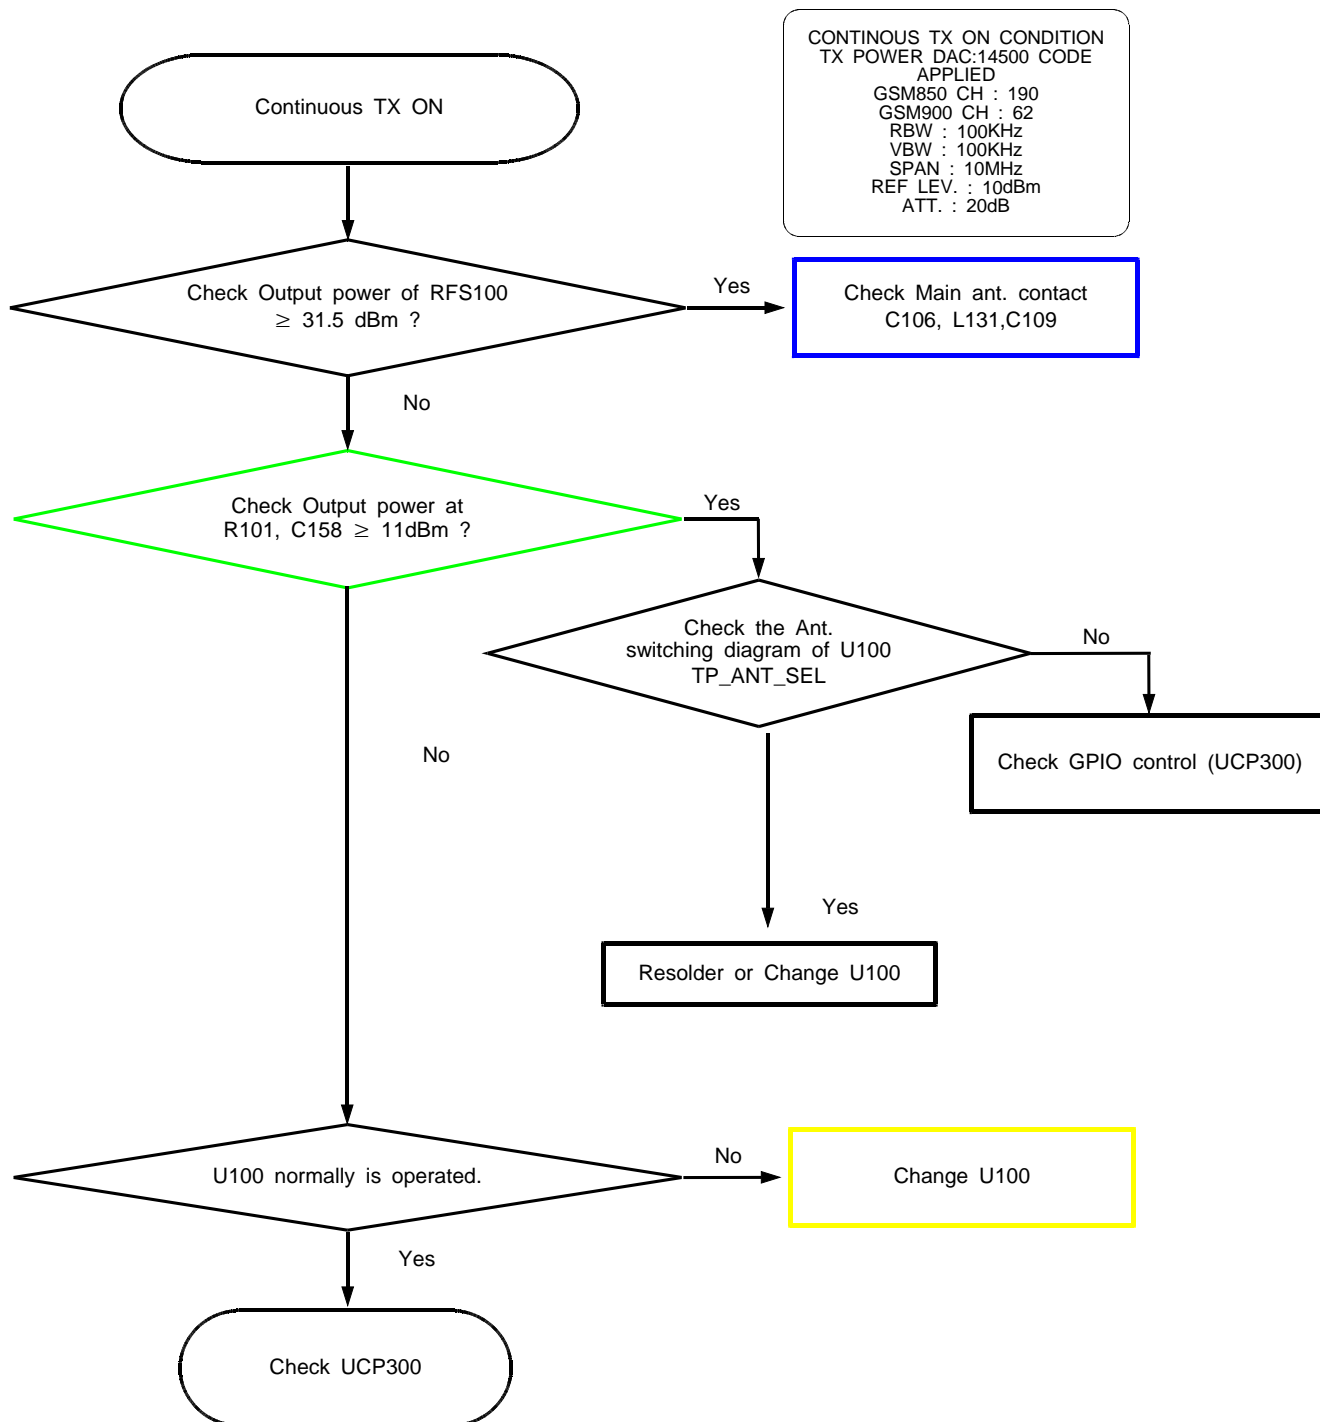 CONTINOUS TX ON CONDITION
TX POWER DAC:14500 CODE
APPLIED
GSM850 CH : 190
GSM900 CH : 62
RBW : 100KHz
VBW : 100KHz
SPAN : 10MHz
REF LEV. : 10dBm
ATT. : 20dB
Continuous TX ON
Check Output power of RFS100
≥ 31.5 dBm ?
Yes
Check Main ant. contact
C106, L131,C109
No
Check Output power at
R101, C158 ≥ 11dBm ?
Yes
Check the Ant.
switching diagram of U100
TP_ANT_SEL
No
Check GPIO control (UCP300)
No
Yes
Resolder or Change U100
U100 normally is operated.
No
Change U100
Yes
Check UCP300